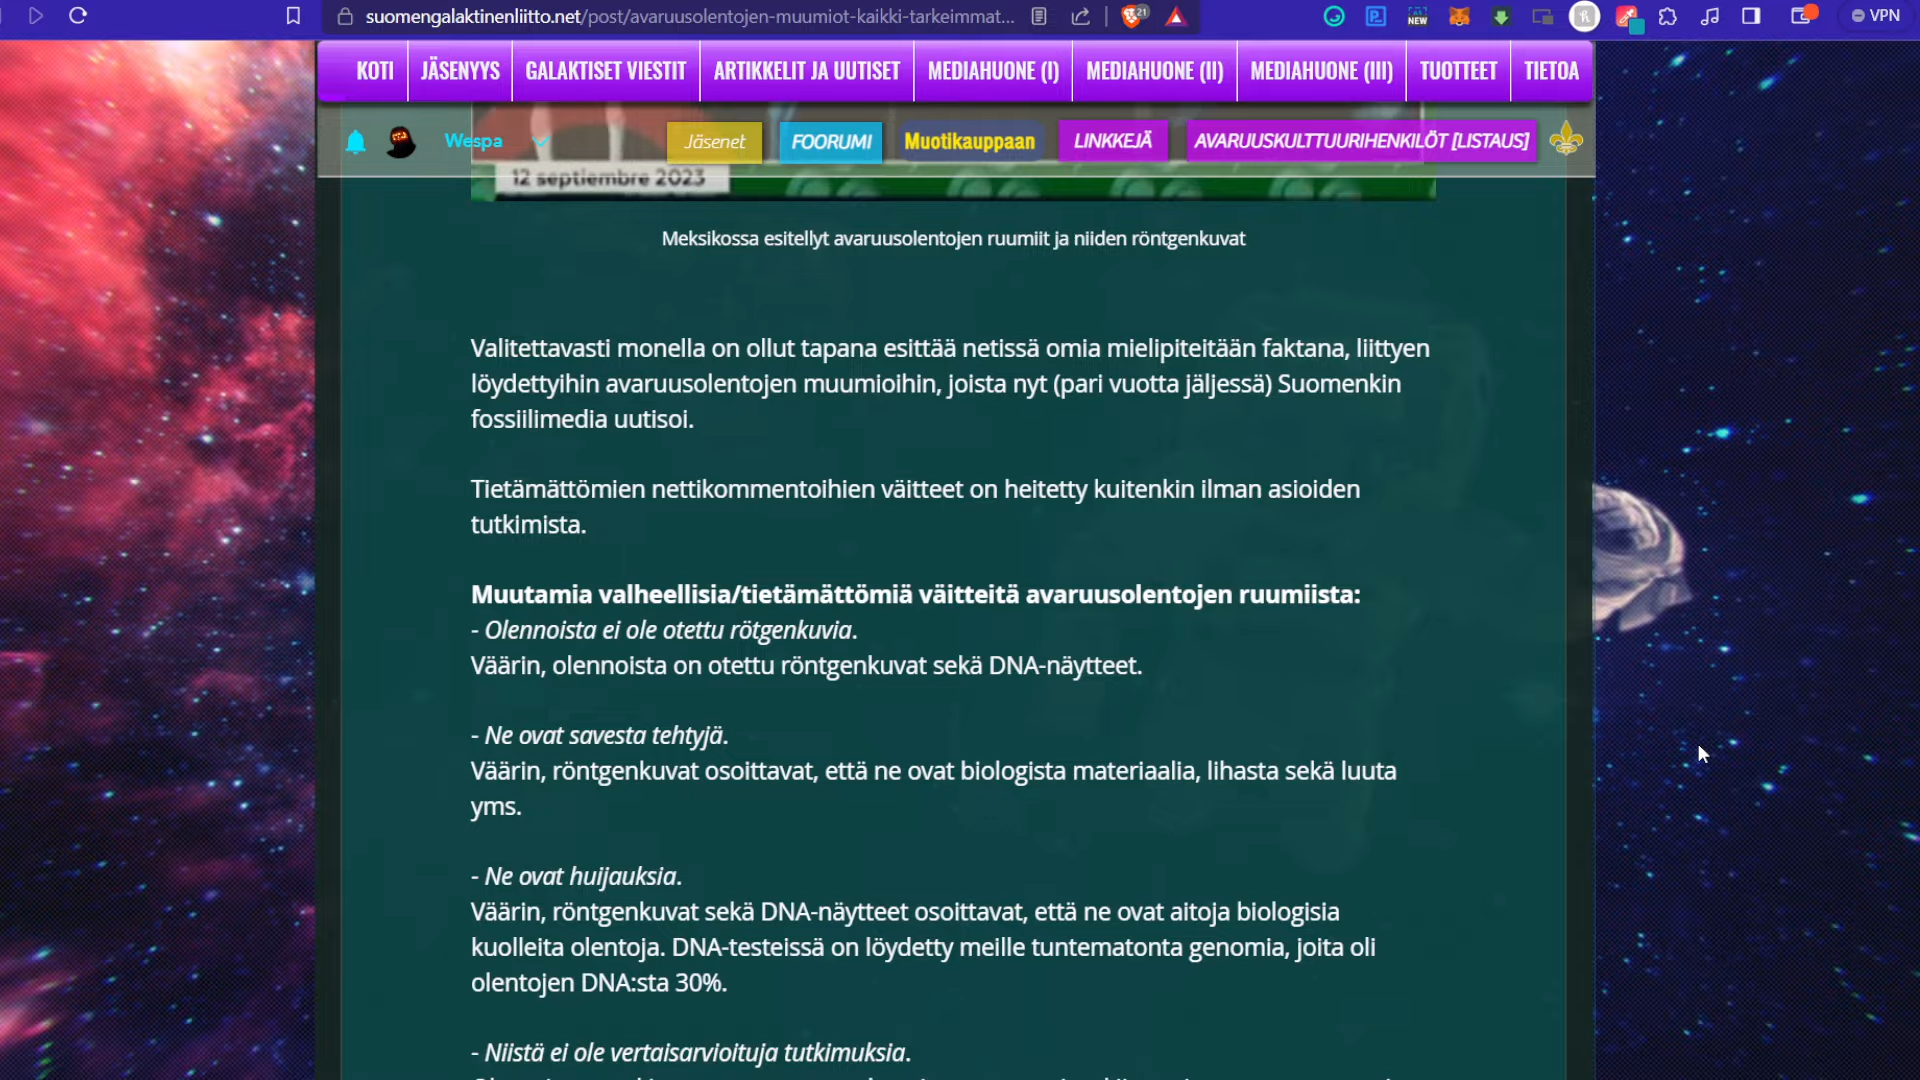 suomengalaktinenliitto.net/post/avaruusolentojen-muumiot-kaikki-tarkeimmat...
21
NEW
VPN
KOTI
JÄSENYYS
GALAKTISET VIESTIT
ARTIKKELIT JA UUTISET
MEDIAHUONE (I)
MEDIAHUONE (II)
MEDIAHUONE (III)
TUOTTEET
TIETOA
Wespa
Jäsenet
FOORUMI
Muotikauppaan
LINKKEJÄ
AVARUUSKULTTUURIHENKILÖT [LISTAUS]
12 septiembre 2023
Meksikossa esitellyt avaruusolentojen ruumiit ja niiden röntgenkuvat
Valitettavasti monella on ollut tapana esittää netissä omia mielipiteitään faktana, liittyen
löydettyihin avaruusolentojen muumioihin, joista nyt (pari vuotta jäljessä) Suomenkin
fossiilimedia uutisoi.
Tietämättömien nettikommentoihien väitteet on heitetty kuitenkin ilman asioiden
tutkimista.
Muutamia valheellisia/tietämättömiä väitteitä avaruusolentojen ruumiista:
- Olennoista ei ole otettu rötgenkuvia.
Väärin, olennoista on otettu röntgenkuvat sekä DNA-näytteet.
- Ne ovat savesta tehtyjä.
Väärin, röntgenkuvat osoittavat, että ne ovat biologista materiaalia, lihasta sekä luuta
yms.
- Ne ovat huijauksia.
Väärin, röntgenkuvat sekä DNA-näytteet osoittavat, että ne ovat aitoja biologisia
kuolleita olentoja. DNA-testeissä on löydetty meille tuntematonta genomia, joita oli
olentojen DNA:sta 30%.
- Niistä ei ole vertaisarvioituja tutkimuksia.